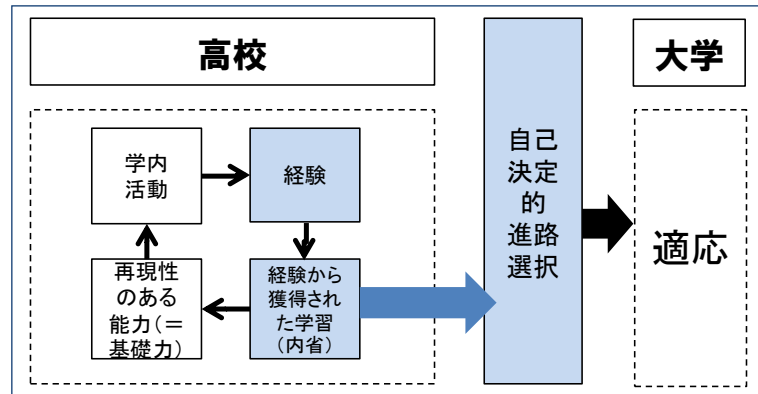 高校
大学
学内
活動
経験
再現性
のある
能力(=
基礎力)
経験から
獲得され
た学習
(内省)
自己
決定
的
進路
選択
適応